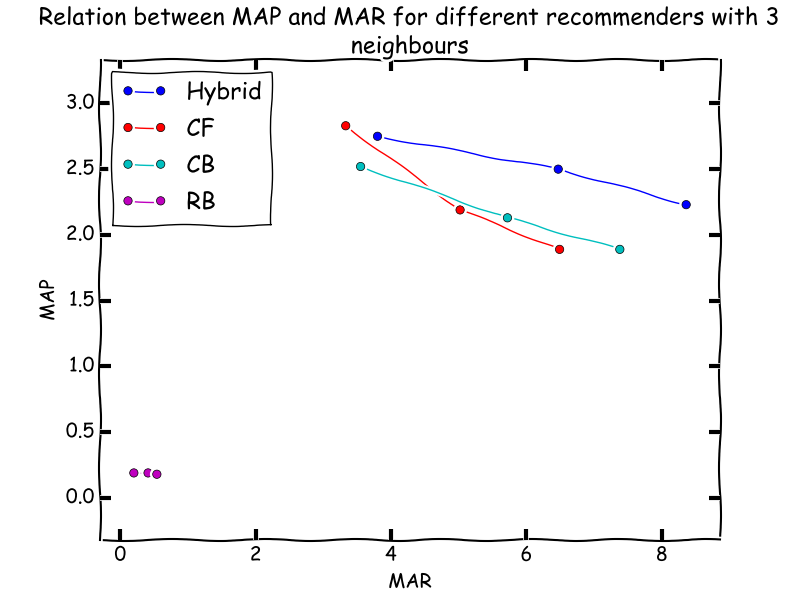 Relation between MAP and MAR for different recommenders with 3
neighbours
Hybrid
CF
CB
RB
3.0
2.5
2.0
1.5
1.0
0.5
0.0
MAP
0 2 4 6 8
MAR